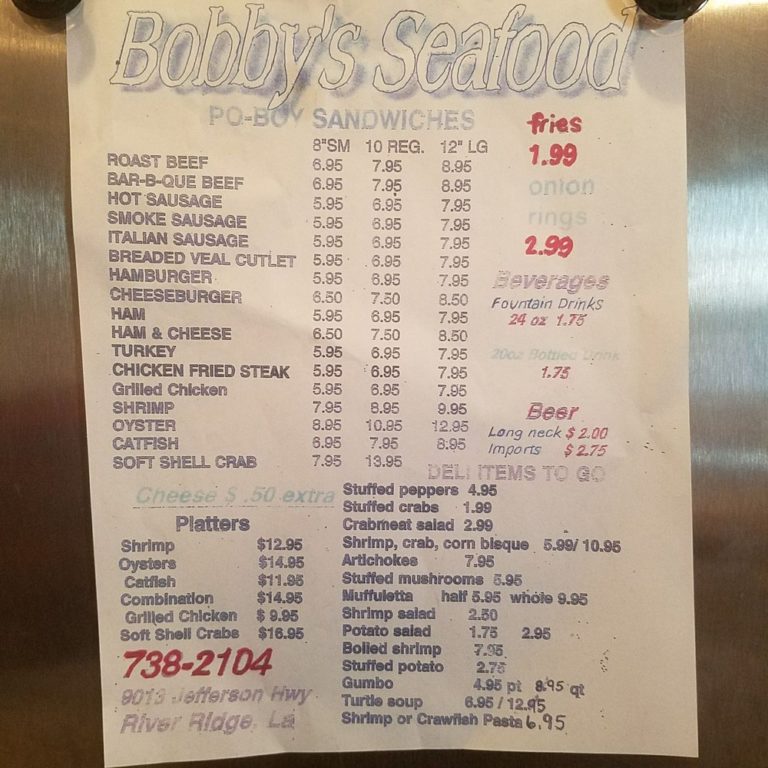 Bobby's Seafood
PO-BOY SANDWICHES
8"SM 10 REG. 12" LG
ROAST BEEF 6.95 7.95 8.95
BAR-B-QUE BEEF 6.95 7.95 8.95
HOT SAUSAGE 5.95 6.95 7.95
SMOKE SAUSAGE 5.95 6.95 7.95
ITALIAN SAUSAGE 5.95 6.95 7.95
BREADED VEAL CUTLET 5.95 6.95 7.95
HAMBURGER 5.95 6.95 7.95
CHEESEBURGER 6.50 7.50 8.50
HAM 5.95 6.95 7.95
HAM & CHEESE 6.50 7.50 8.50
TURKEY 5.95 6.95 7.95
CHICKEN FRIED STEAK 5.95 6.95 7.95
Grilled Chicken 5.95 6.95 7.95
SHRIMP 7.95 8.95 9.95
OYSTER 8.95 10.95 12.95
CATFISH 6.95 7.95 8.95
SOFT SHELL CRAB 7.95 13.95
Cheese $ .50 extra
fries
1.99
onion
rings
2.99
Beverages
Fountain Drinks
24 oz 1.75
20oz Bottled Drink
1.75
Beer
Long neck $ 2.00
Imports $ 2.75
Platters
Shrimp $12.95
Oysters $14.95
Catfish $11.95
Combination $14.95
Grilled Chicken $ 9.95
Soft Shell Crabs $16.95
738-2104
9013 Jefferson Hwy
River Ridge, La
DELI ITEMS TO GO
Stuffed peppers 4.95
Stuffed crabs 1.99
Crabmeat salad 2.99
Shrimp, crab, corn bisque 5.99/ 10.95
Artichokes 7.95
Stuffed mushrooms 5.95
Muffuletta half 5.95 whole 9.95
Shrimp salad 2.50
Potato salad 1.75 2.95
Boiled shrimp 7.95
Stuffed potato 2.75
Gumbo 4.95 pt 8.95 qt
Turtle soup 6.95 / 12.95
Shrimp or Crawfish Pasta 6.95